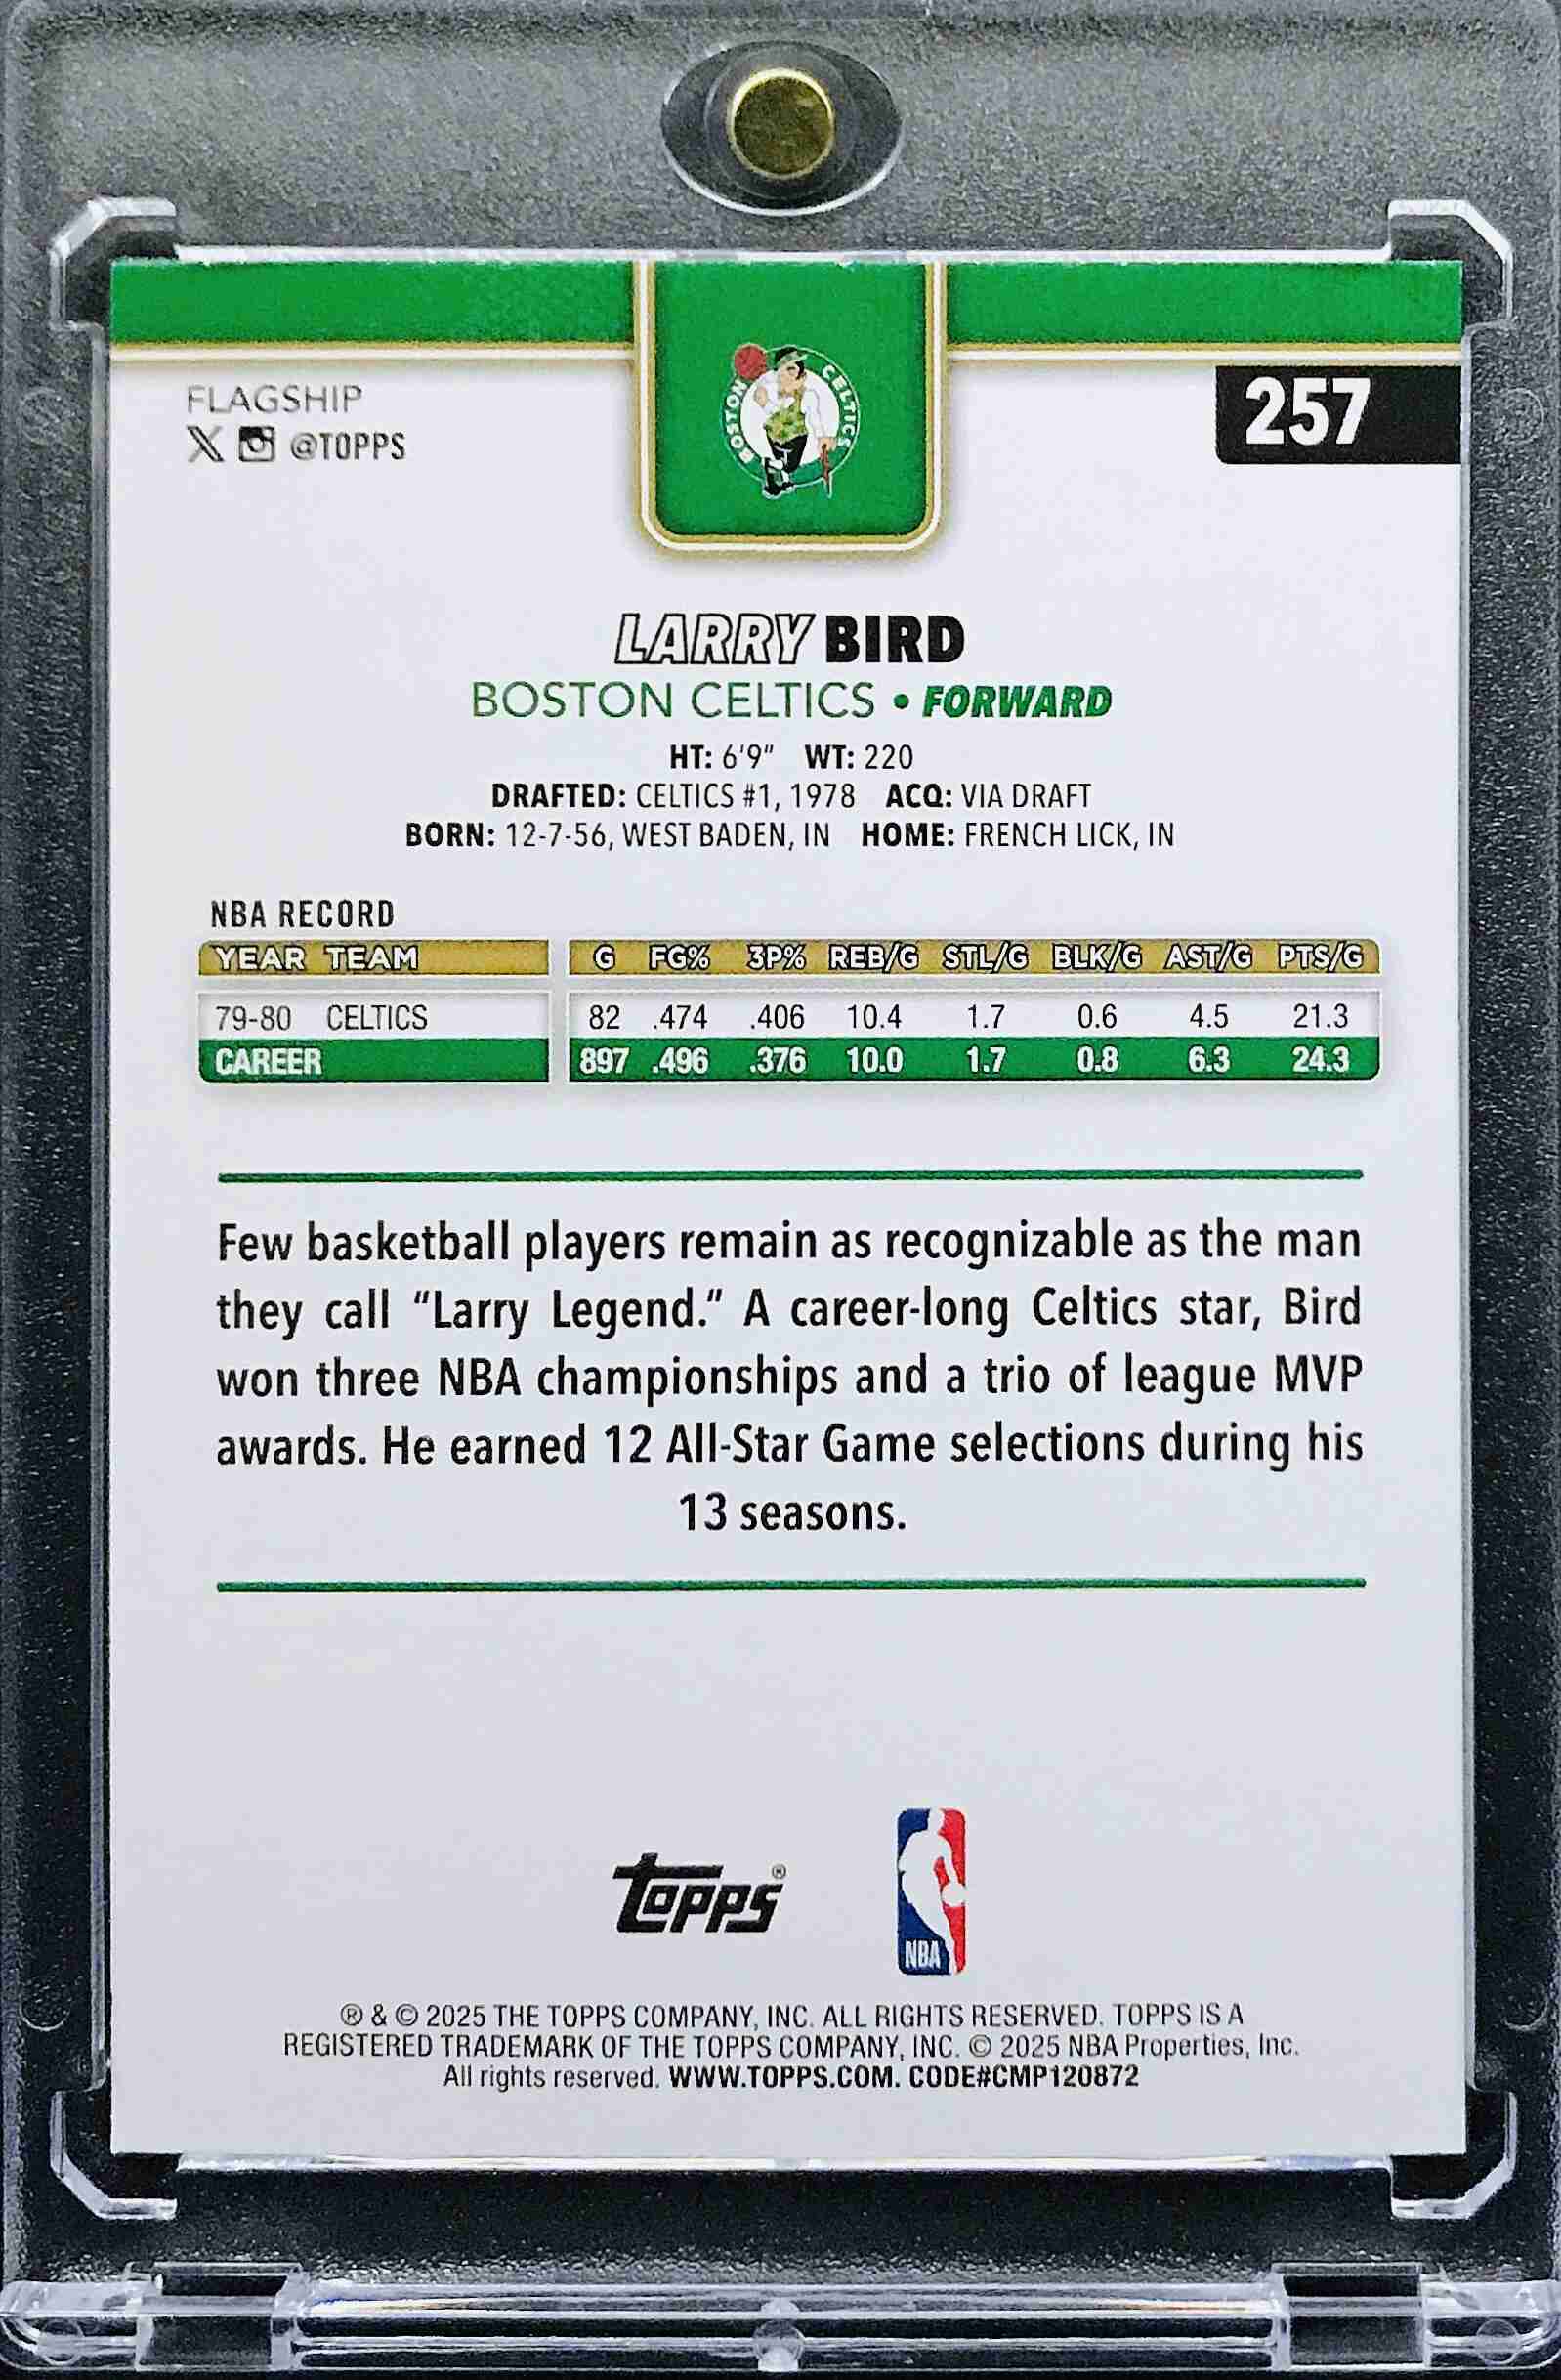 FLAGSHIP
X @TOPPS
BOSTON CELTICS
257
LARRY BIRD
BOSTON CELTICS • FORWARD
HT: 6'9" WT: 220
DRAFTED: CELTICS #1, 1978 ACQ: VIA DRAFT
BORN: 12-7-56, WEST BADEN, IN HOME: FRENCH LICK, IN
NBA RECORD
YEAR TEAM G FG% 3P% REB/G STL/G BLK/G AST/G PTS/G
79-80 CELTICS 82 .474 .406 10.4 1.7 0.6 4.5 21.3
CAREER 897 .496 .376 10.0 1.7 0.8 6.3 24.3
Few basketball players remain as recognizable as the man
they call “Larry Legend.” A career-long Celtics star, Bird
won three NBA championships and a trio of league MVP
awards. He earned 12 All-Star Game selections during his
13 seasons.
topps®
NBA
® & © 2025 THE TOPPS COMPANY, INC. ALL RIGHTS RESERVED. TOPPS IS A
REGISTERED TRADEMARK OF THE TOPPS COMPANY, INC. © 2025 NBA Properties, Inc.
All rights reserved. WWW.TOPPS.COM. CODE#CMP120872